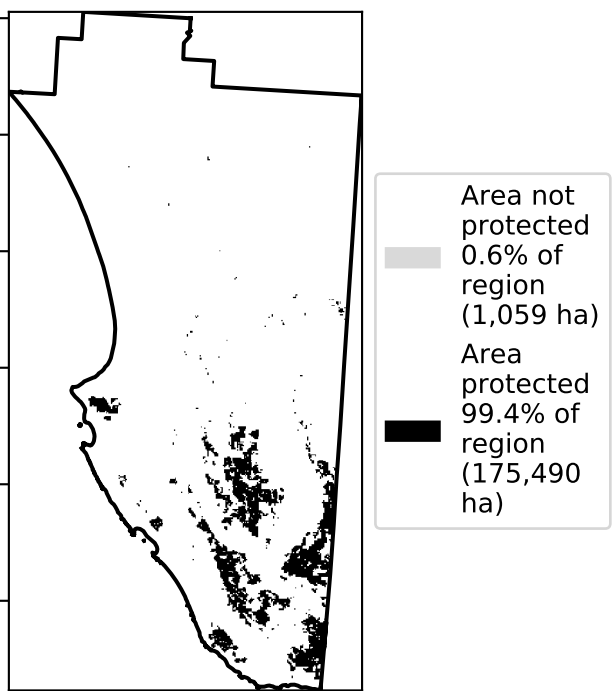 Area not
protected
0.6% of
region
(1,059 ha)
Area
protected
99.4% of
region
(175,490
ha)